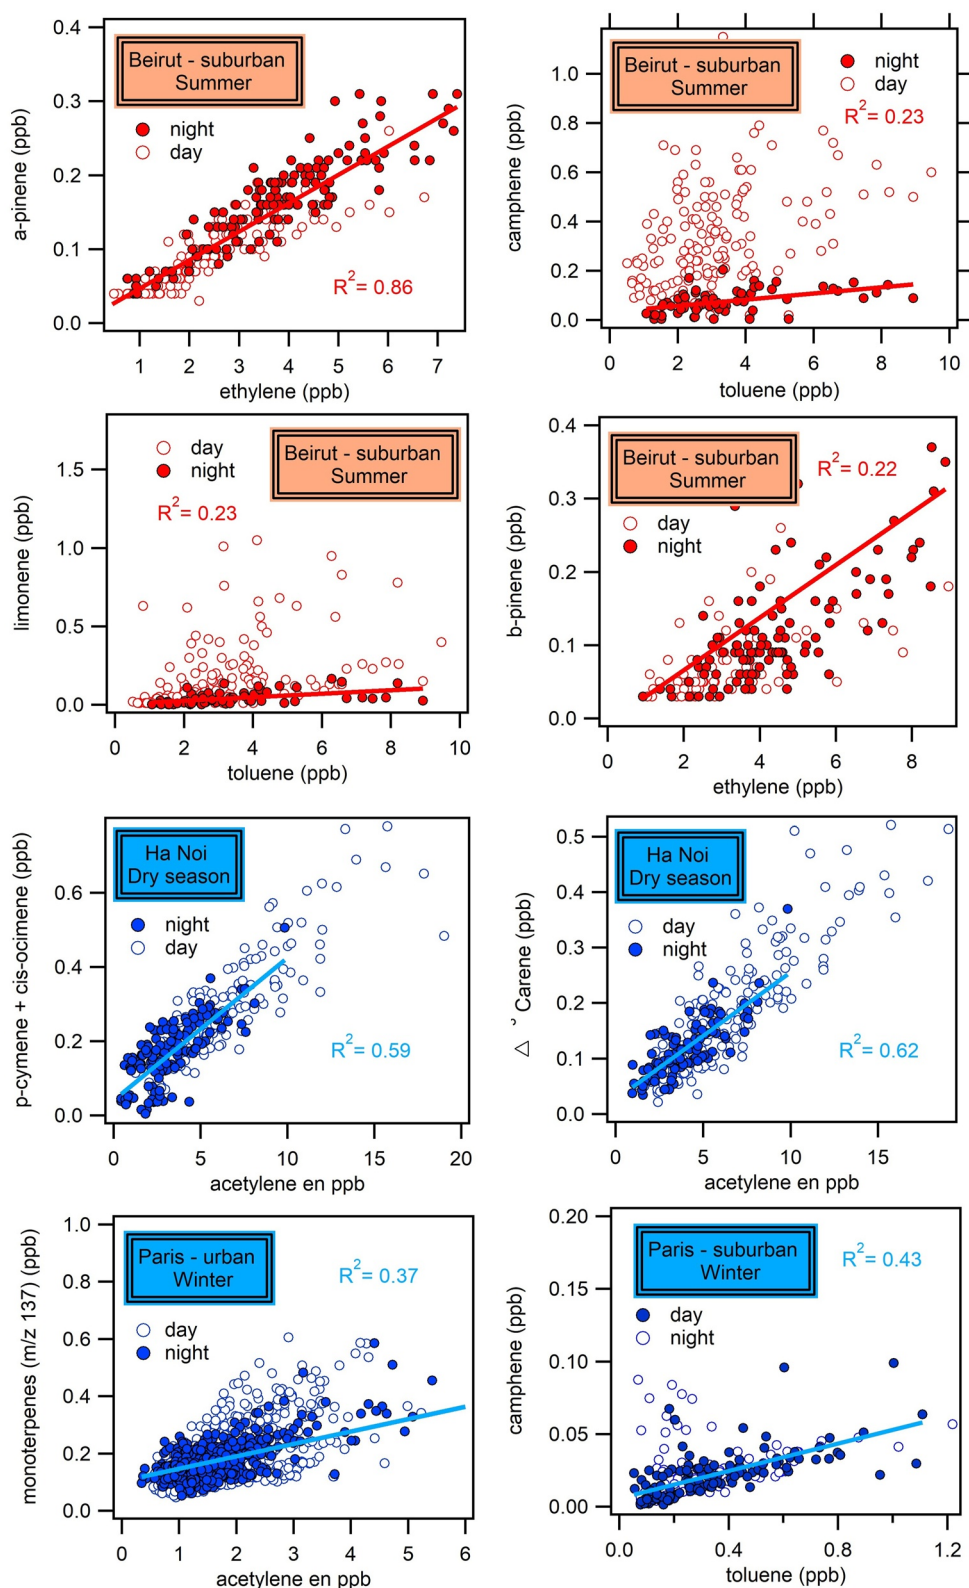 0.4
0.3
0.2
0.1
0.0
a-pinene (ppb)
Beirut - suburban
Summer
night
day
R2= 0.86
1 2 3 4 5 6 7
ethylene (ppb)
1.0
0.8
0.6
0.4
0.2
0.0
camphene (ppb)
Beirut - suburban
Summer
night
day
R2= 0.23
0 2 4 6 8 10
toluene (ppb)
1.5
1.0
0.5
0.0
limonene (ppb)
day
night
Beirut - suburban
Summer
R2= 0.23
0 2 4 6 8 10
toluene (ppb)
0.4
0.3
0.2
0.1
0.0
b-pinene (ppb)
Beirut - suburban
Summer
R2= 0.22
day
night
0 2 4 6 8
ethylene (ppb)
0.6
0.4
0.2
0.0
p-cymeme + cis-ocimene (ppb)
Ha Noi
Dry season
night
day
R2= 0.59
0 5 10 15 20
acetylene en ppb
0.5
0.4
0.3
0.2
0.1
0.0
△ Carene (ppb)
Ha Noi
Dry season
day
night
R2= 0.62
0 5 10 15
acetylene en ppb
1.0
0.8
0.6
0.4
0.2
0.0
monoterpenes (m/z 137) (ppb)
Paris - urban
Winter
R2= 0.37
day
night
0 1 2 3 4 5 6
acetylene en ppb
0.20
0.15
0.10
0.05
0.00
camphene (ppb)
Paris - suburban
Winter
R2= 0.43
day
night
0.0 0.4 0.8 1.2
toluene (ppb)